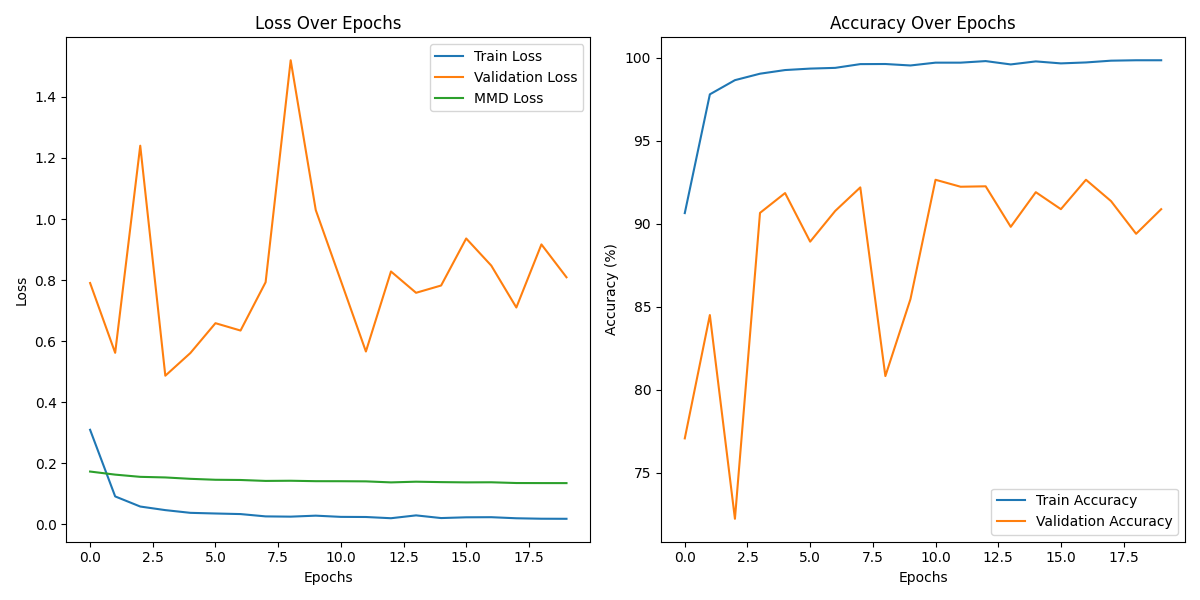 Loss Over Epochs
Train Loss
Validation Loss
MMD Loss
1.4
1.2
1.0
0.8
0.6
0.4
0.2
0.0
Loss
0.0 2.5 5.0 7.5 10.0 12.5 15.0 17.5
Epochs
Accuracy Over Epochs
100
95
90
85
80
75
Accuracy (%)
Train Accuracy
Validation Accuracy
0.0 2.5 5.0 7.5 10.0 12.5 15.0 17.5
Epochs